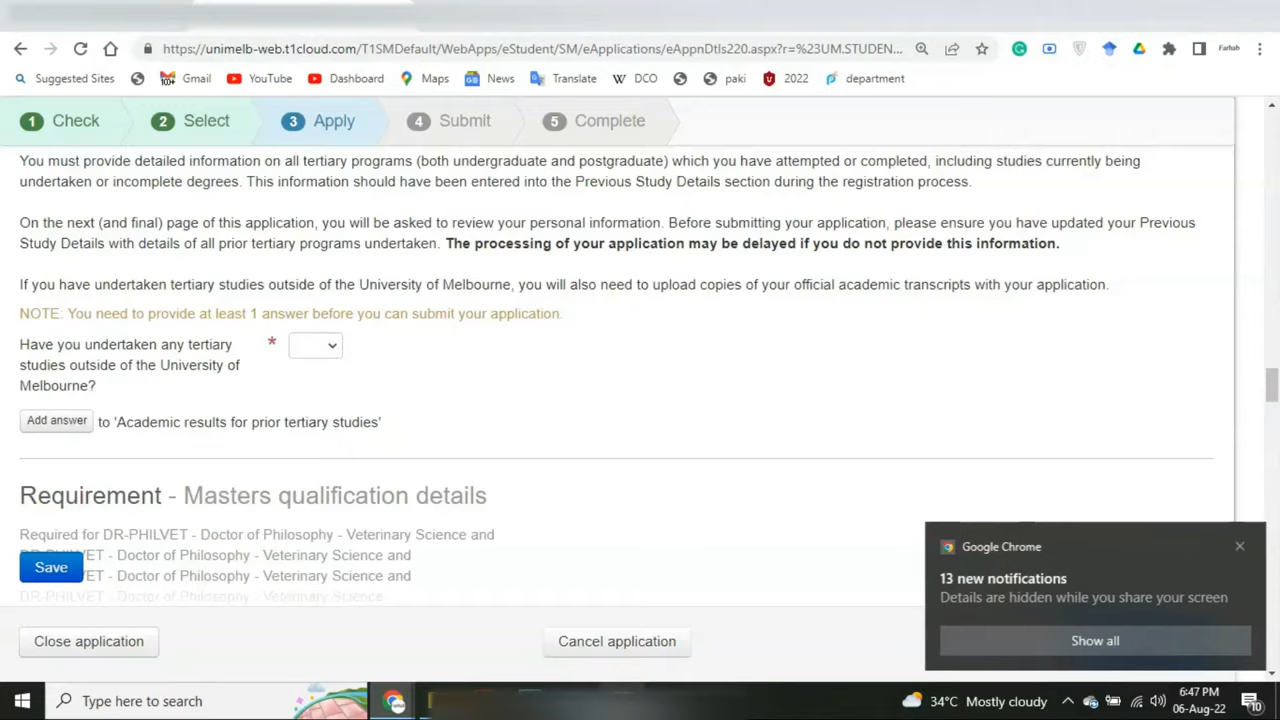 https://unimelb-web.t1cloud.com/T1SMDefault/WebApps/eStudent/SM/eApplications/eAppnDtls220.aspx?r=%23UM.STUDEN...
Farhab
Suggested Sites
100+
Gmail
YouTube
Dashboard
Maps
News
Translate
W DCO
paki
2022
department
1 Check
2 Select
3 Apply
4 Submit
5 Complete
You must provide detailed information on all tertiary programs (both undergraduate and postgraduate) which you have attempted or completed, including studies currently being
undertaken or incomplete degrees. This information should have been entered into the Previous Study Details section during the registration process.
On the next (and final) page of this application, you will be asked to review your personal information. Before submitting your application, please ensure you have updated your Previous
Study Details with details of all prior tertiary programs undertaken. The processing of your application may be delayed if you do not provide this information.
If you have undertaken tertiary studies outside of the University of Melbourne, you will also need to upload copies of your official academic transcripts with your application.
NOTE: You need to provide at least 1 answer before you can submit your application.
Have you undertaken any tertiary *
studies outside of the University of
Melbourne?
Add answer to 'Academic results for prior tertiary studies'
Requirement - Masters qualification details
Required for DR-PHILVET - Doctor of Philosophy - Veterinary Science and
ET - Doctor of Philosophy - Veterinary Science and
Save
ET - Doctor of Philosophy - Veterinary Science and
DR-PHILVET - Doctor of Philosophy - Veterinary Science
Close application
Cancel application
Google Chrome
13 new notifications
Details are hidden while you share your screen
Show all
Type here to search
34°C Mostly cloudy
6:47 PM
06-Aug-22
10